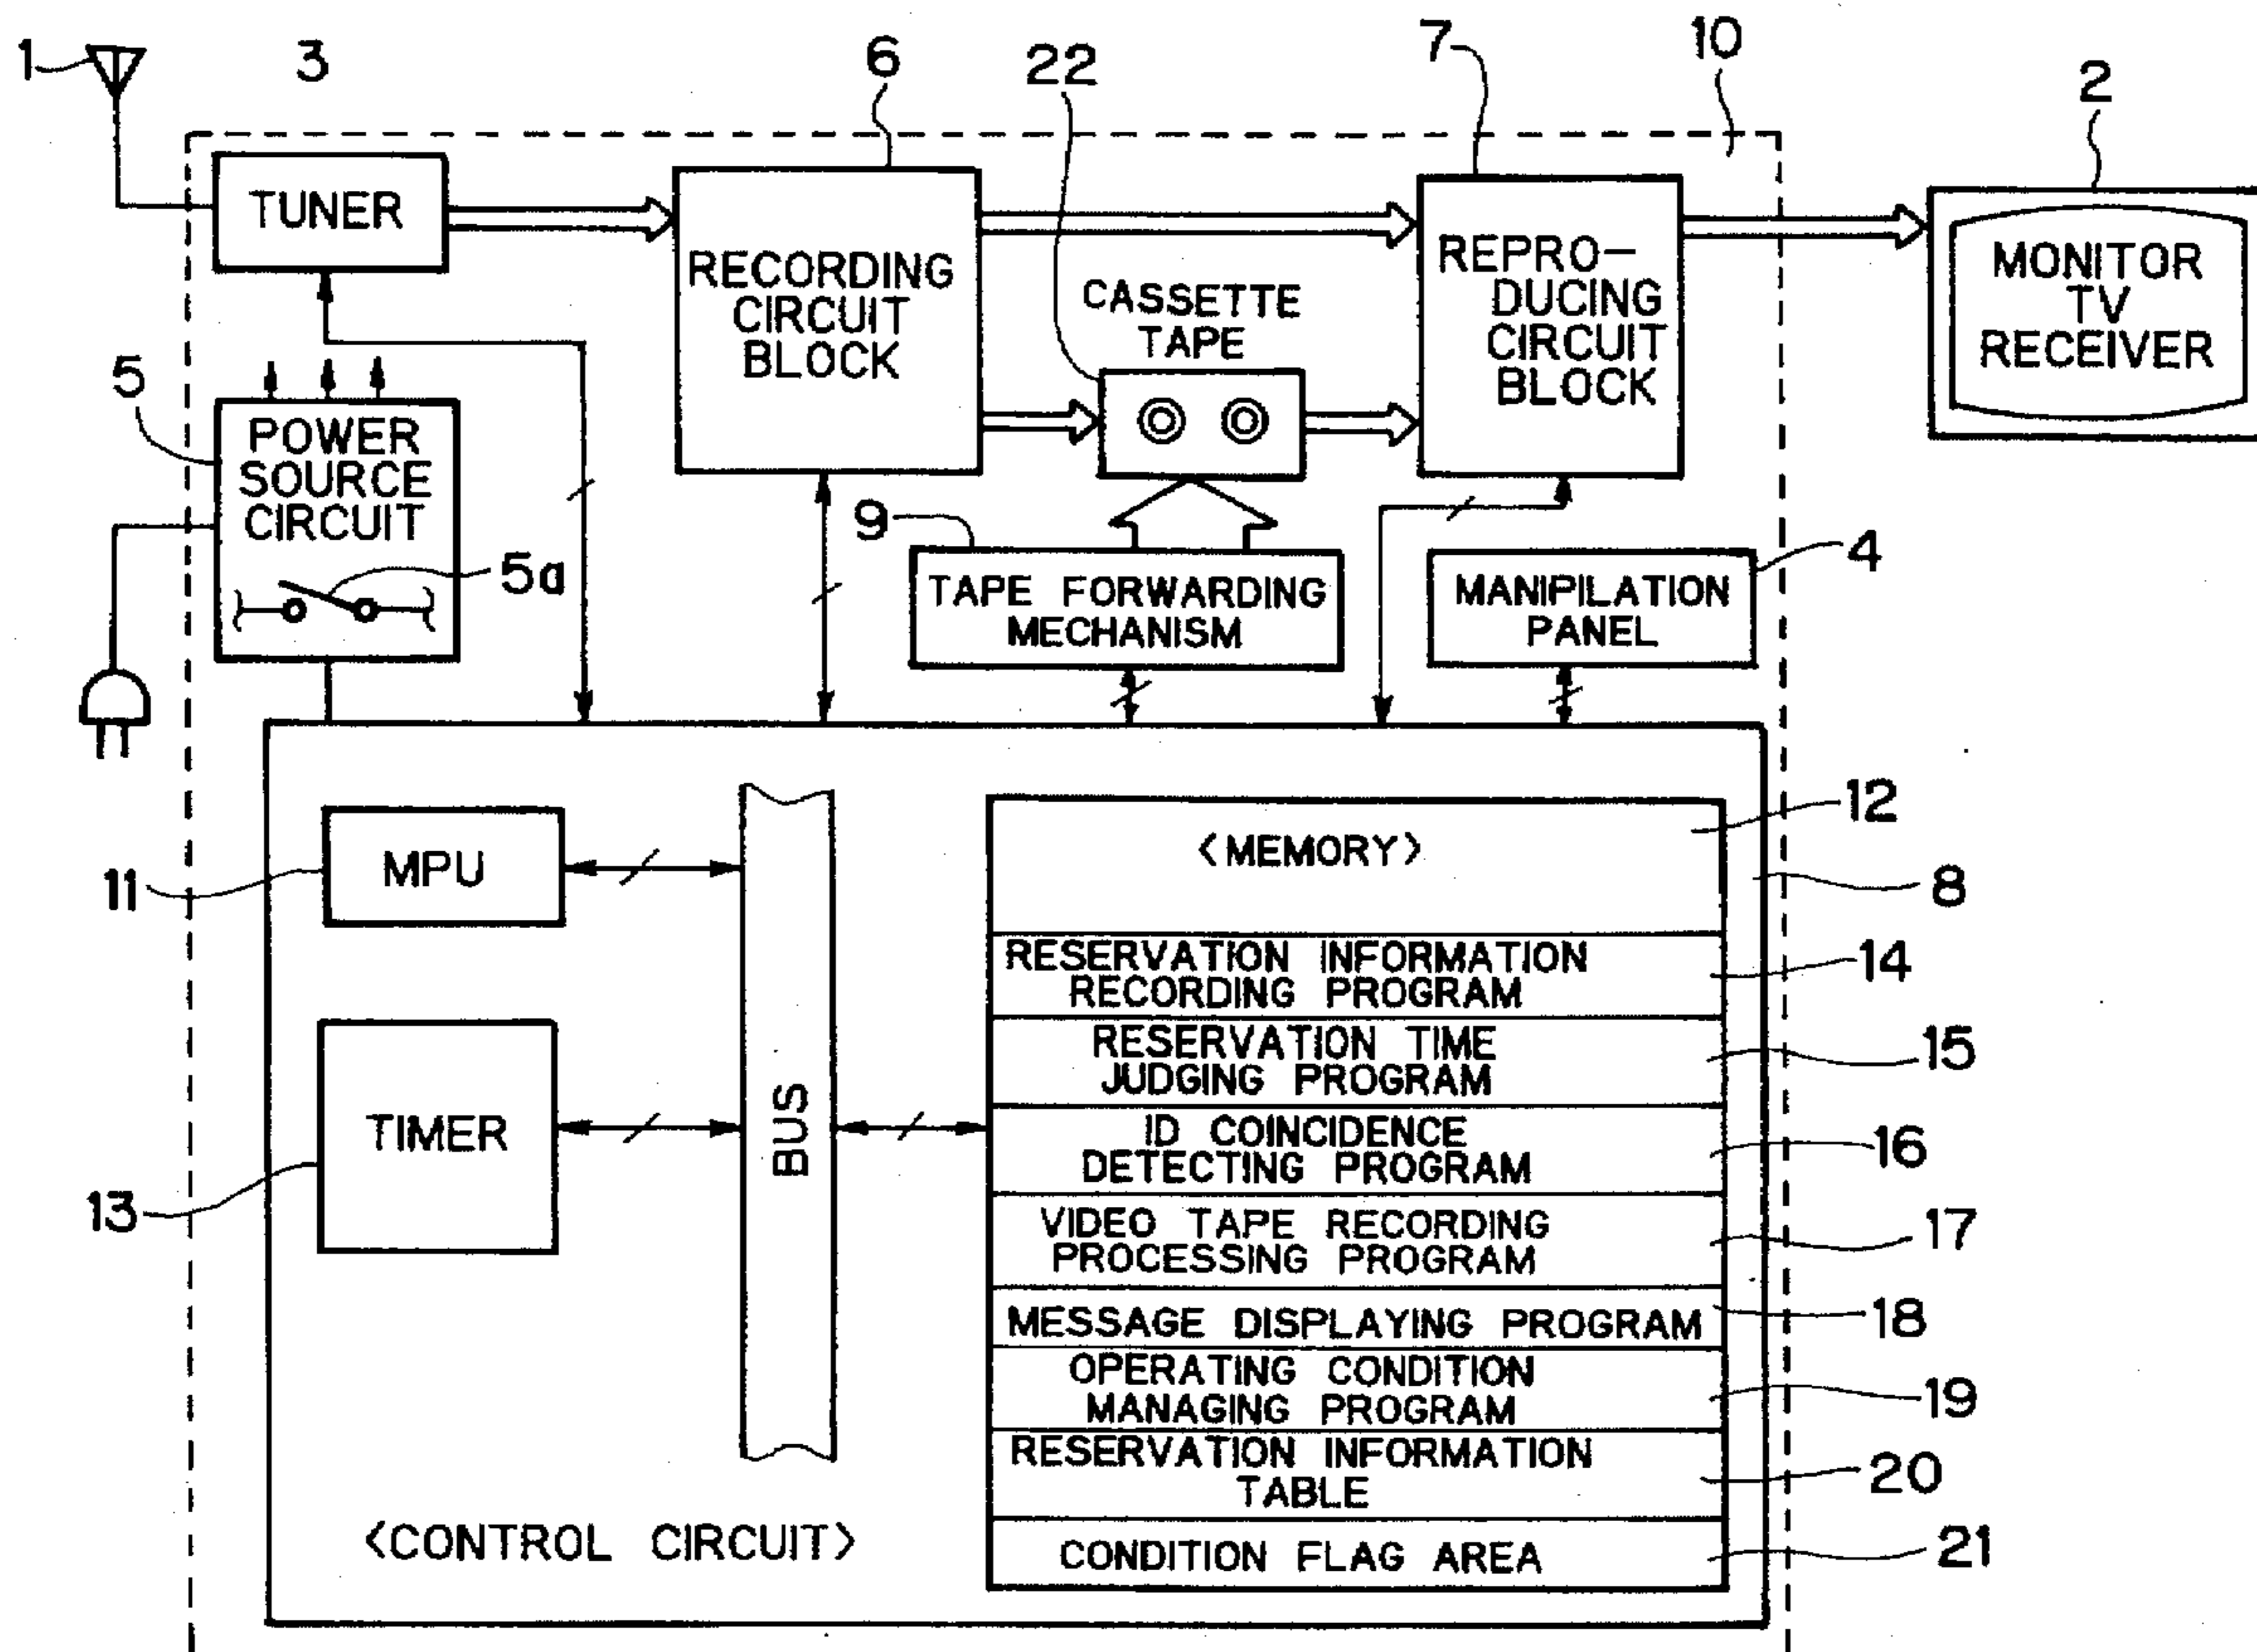 1
3
6
22
7
10
2
TUNER
RECORDING
CIRCUIT
BLOCK
CASSETTE
TAPE
REPRO-
DUCING
CIRCUIT
BLOCK
MONITOR
TV
RECEIVER
5
POWER
SOURCE
CIRCUIT
5a
9
TAPE FORWARDING
MECHANISM
MANIPILATION
PANEL
4
11
MPU
13
TIMER
BUS
<CONTROL CIRCUIT>
<MEMORY>
12
8
RESERVATION INFORMATION
RECORDING PROGRAM
14
RESERVATION TIME
JUDGING PROGRAM
15
ID COINCIDENCE
DETECTING PROGRAM
16
VIDEO TAPE RECORDING
PROCESSING PROGRAM
17
MESSAGE DISPLAYING PROGRAM
18
OPERATING CONDITION
MANAGING PROGRAM
19
RESERVATION INFORMATION
TABLE
20
CONDITION FLAG AREA
21